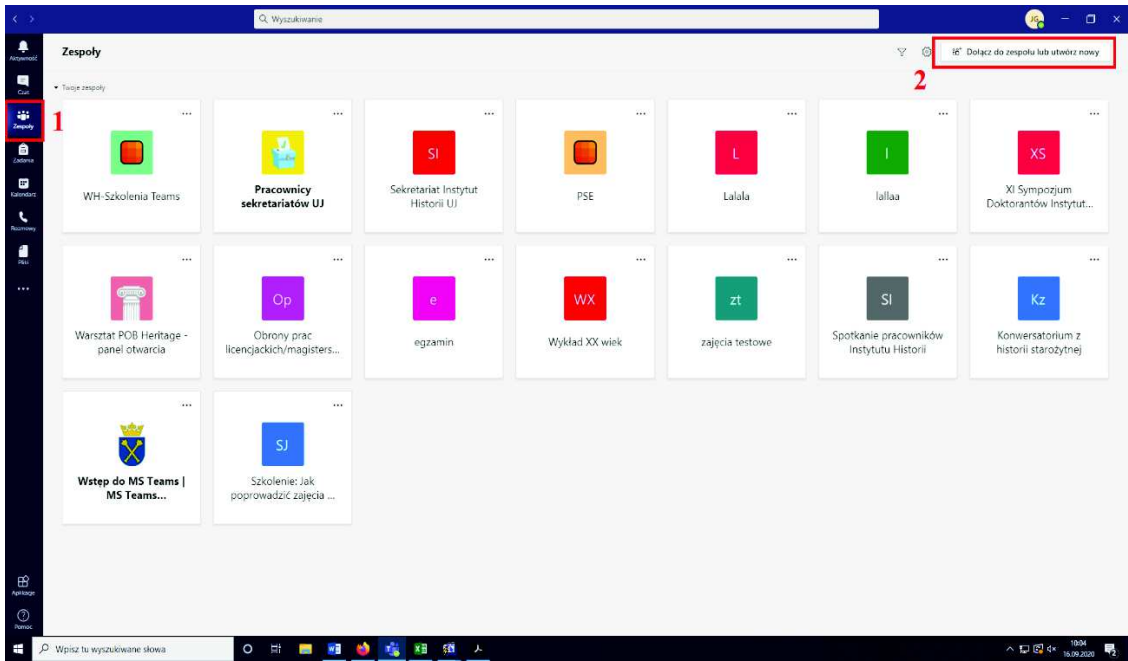 Wyszukiwanie
JG
Aktywność
Czat
Zespoły
Zadania
Kalendarz
Rozmowy
Pliki
Aplikacje
Pomoc
1
Zespoły
Dołącz do zespołu lub utwórz nowy
2
Twoje zespoły
WH-Szkolenia Teams
Pracownicy
sekretariatów UJ
SI
Sekretariat Instytut
Historii UJ
PSE
L
Lalala
l
lallaa
XS
XI Sympozjum
Doktorantów Instytut...
Warsztat POB Heritage -
panel otwarcia
Op
Obrony prac
licencjackich/magisters...
e
egzamin
WX
Wykład XX wiek
zt
zajęcia testowe
SI
Spotkanie pracowników
Instytutu Historii
Kz
Konwersatorium z
historii starożytnej
Wstęp do MS Teams |
MS Teams...
SJ
Szkolenie: Jak
poprowadzić zajęcia ...
Wpisz tu wyszukiwane słowa
10:04
16.09.2020